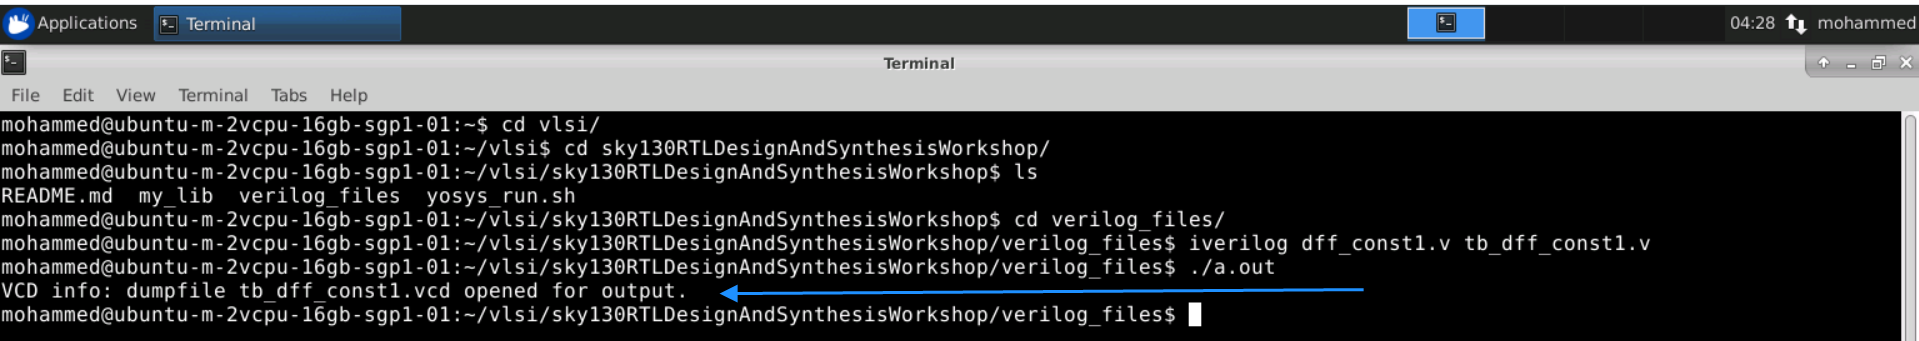 Applications Terminal 04:28 mohammed
Terminal
File Edit View Terminal Tabs Help
mohammed@ubuntu-m-2vcpu-16gb-sgp1-01:~$ cd vlsi/
mohammed@ubuntu-m-2vcpu-16gb-sgp1-01:~/vlsi$ cd sky130RTLDesignAndSynthesisWorkshop/
mohammed@ubuntu-m-2vcpu-16gb-sgp1-01:~/vlsi/sky130RTLDesignAndSynthesisWorkshop$ ls
README.md my_lib verilog_files yosys_run.sh
mohammed@ubuntu-m-2vcpu-16gb-sgp1-01:~/vlsi/sky130RTLDesignAndSynthesisWorkshop$ cd verilog_files/
mohammed@ubuntu-m-2vcpu-16gb-sgp1-01:~/vlsi/sky130RTLDesignAndSynthesisWorkshop/verilog_files$ iverilog dff_const1.v tb_dff_const1.v
mohammed@ubuntu-m-2vcpu-16gb-sgp1-01:~/vlsi/sky130RTLDesignAndSynthesisWorkshop/verilog_files$ ./a.out
VCD info: dumpfile tb_dff_const1.vcd opened for output.
mohammed@ubuntu-m-2vcpu-16gb-sgp1-01:~/vlsi/sky130RTLDesignAndSynthesisWorkshop/verilog_files$